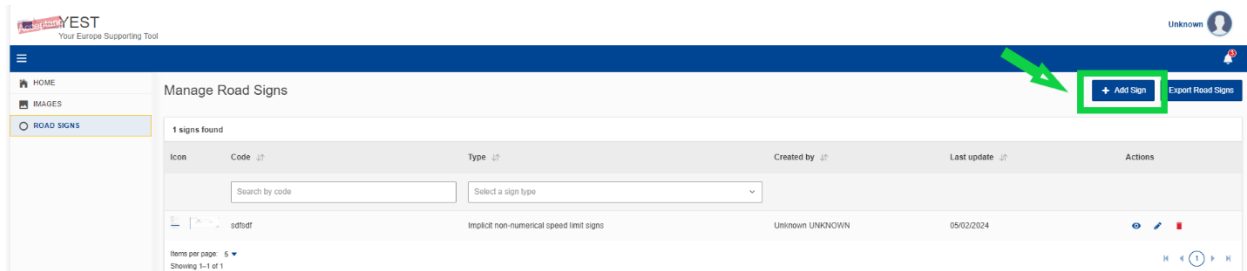 YEST
Your Europe Supporting Tool
Unknown
HOME
IMAGES
ROAD SIGNS
Manage Road Signs
+ Add Sign
Export Road Signs
1 signs found
Icon Code Type Created by Last update Actions
Search by code Select a sign type
sdfsdf Implicit non-numerical speed limit signs Unknown UNKNOWN 05/02/2024
Items per page: 5
Showing 1–1 of 1
1